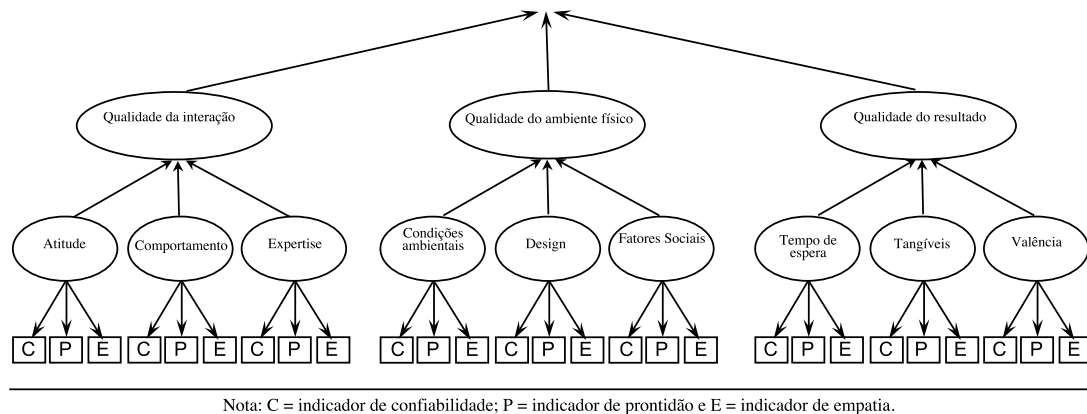 Qualidade da interação
Qualidade do ambiente físico
Qualidade do resultado
Atitude
Comportamento
Expertise
Condições
ambientais
Design
Fatores Sociais
Tempo de
espera
Tangíveis
Valência
C P E C P E C P E C P E C P E C P E C P E C P E C P E
Nota: C = indicador de confiabilidade; P = indicador de prontidão e E = indicador de empatia.